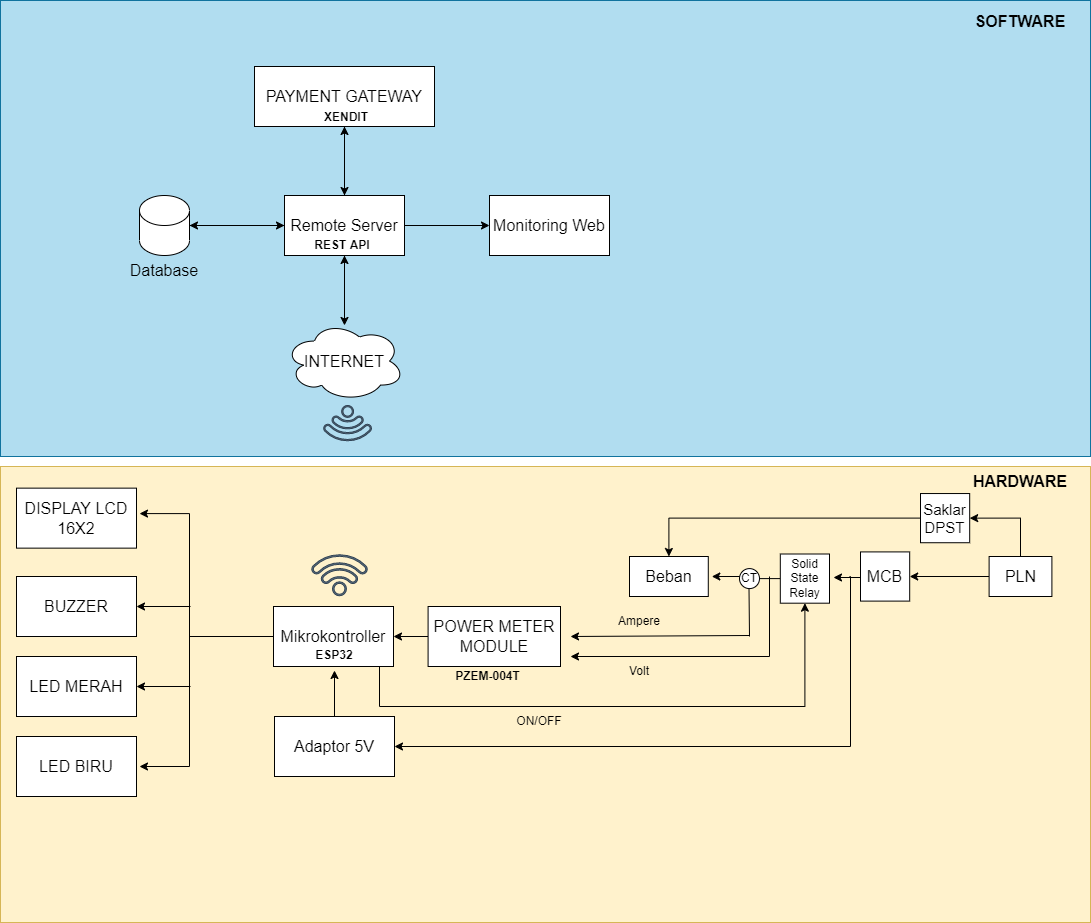 SOFTWARE
PAYMENT GATEWAY
XENDIT
Remote Server
REST API
Monitoring Web
Database
INTERNET
HARDWARE
DISPLAY LCD
16X2
BUZZER
LED MERAH
LED BIRU
Mikrokontroller
ESP32
Adaptor 5V
POWER METER
MODULE
PZEM-004T
Ampere
Volt
ON/OFF
Beban
CT
Solid
State
Relay
MCB
Saklar
DPST
PLN